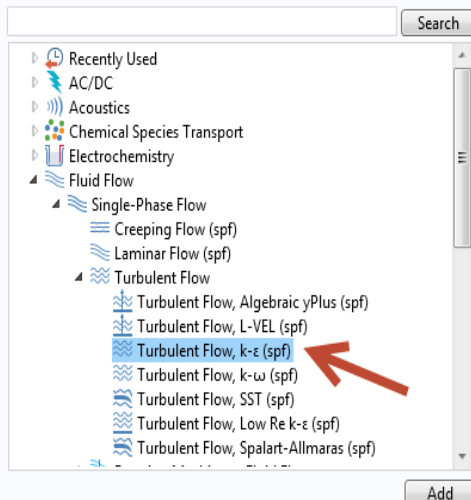 Search
Recently Used
AC/DC
Acoustics
Chemical Species Transport
Electrochemistry
Fluid Flow
Single-Phase Flow
Creeping Flow (spf)
Laminar Flow (spf)
Turbulent Flow
Turbulent Flow, Algebraic yPlus (spf)
Turbulent Flow, L-VEL (spf)
Turbulent Flow, k-ε (spf)
Turbulent Flow, k-ω (spf)
Turbulent Flow, SST (spf)
Turbulent Flow, Low Re k-ε (spf)
Turbulent Flow, Spalart-Allmaras (spf)
Add